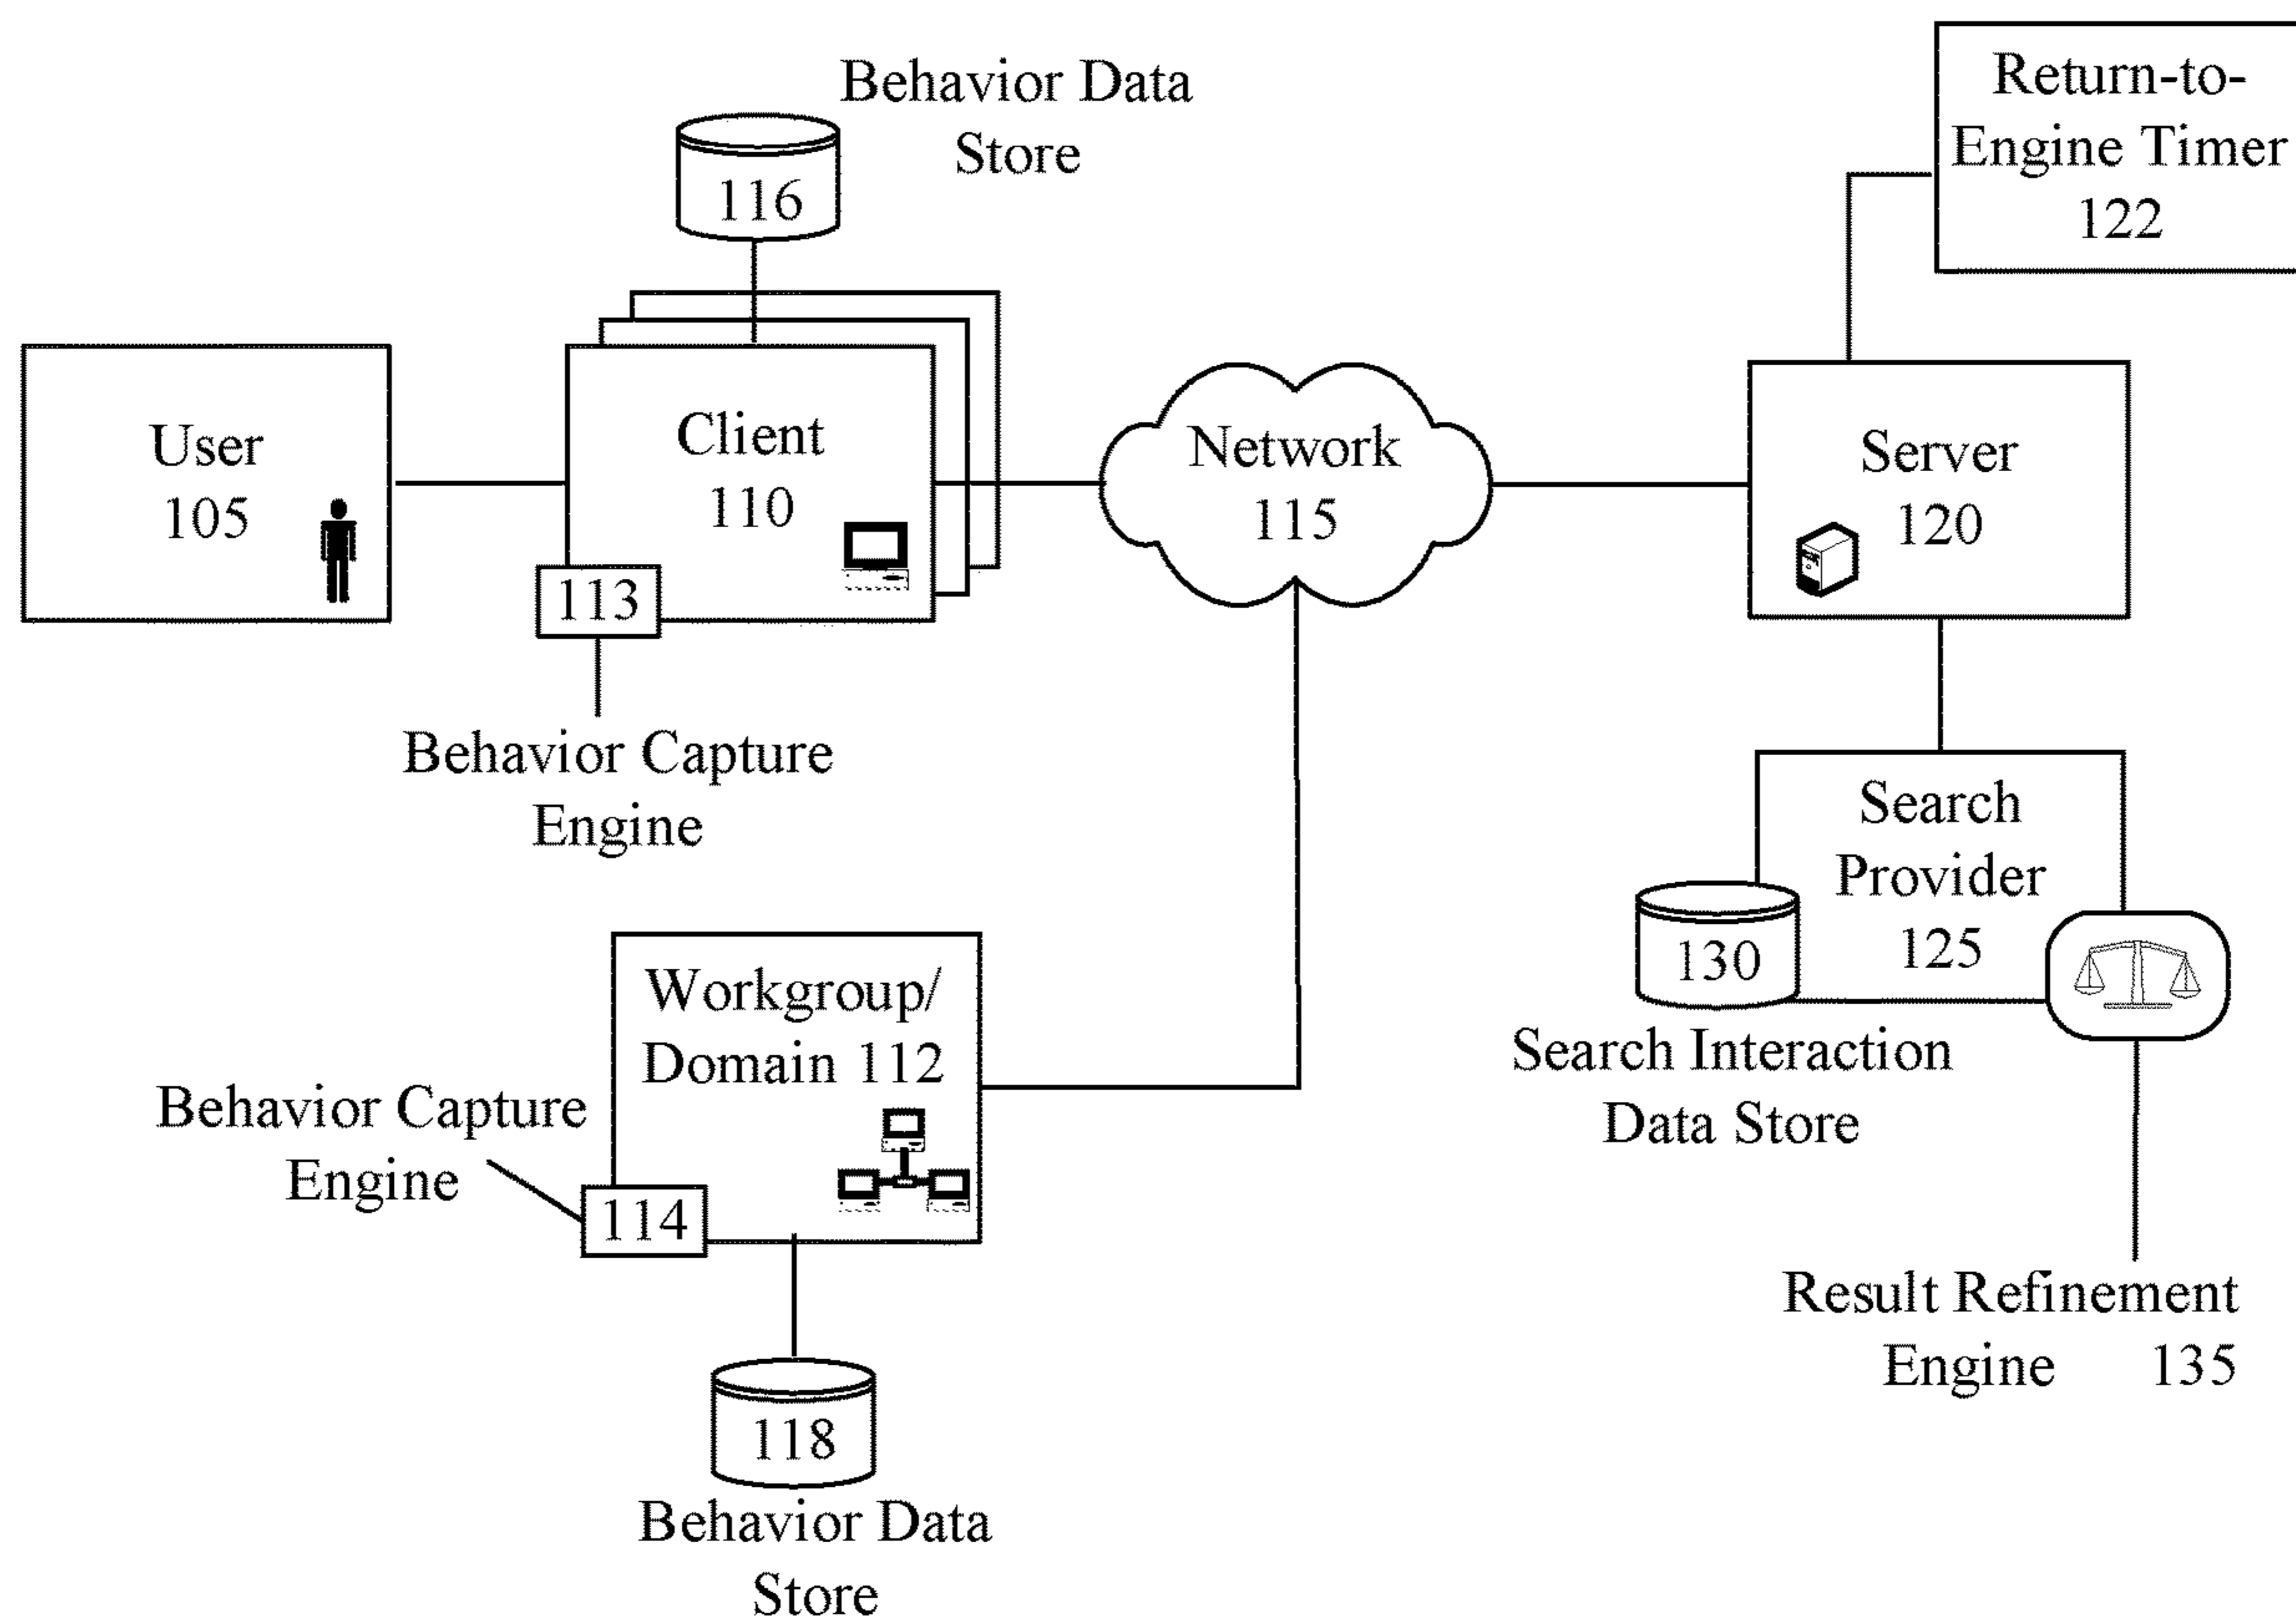 Behavior Data
Store
116
Return-to-
Engine Timer
122
User
105
Client
110
113
Behavior Capture
Engine
Network
115
Server
120
Search
Provider
125
130
Search Interaction
Data Store
Result Refinement
Engine 135
Workgroup/
Domain 112
Behavior Capture
Engine
114
118
Behavior Data
Store